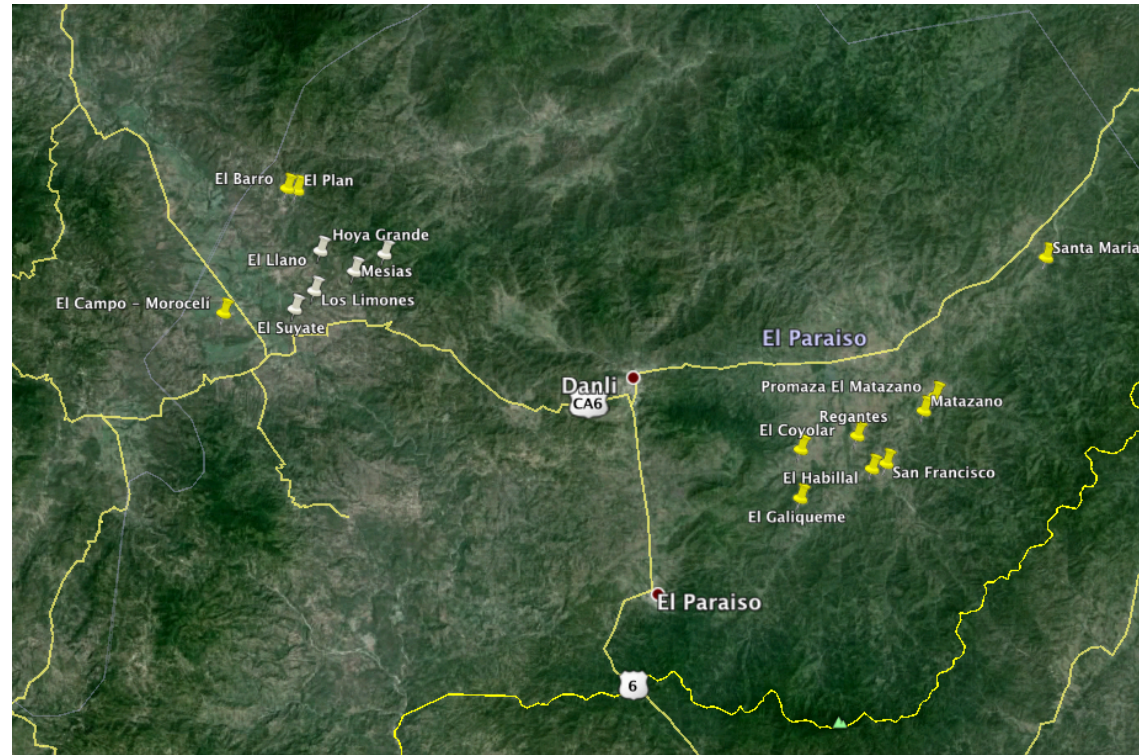 El Barro
El Plan
Hoya Grande
El Llano
Mesias
Santa Maria
Los Limones
El Campo - Morocelí
El Suyate
El Paraiso
Danli
CA6
Promaza El Matazano
Matazano
Regantes
El Coyolar
El Habillal
San Francisco
El Galiqueme
El Paraiso
6